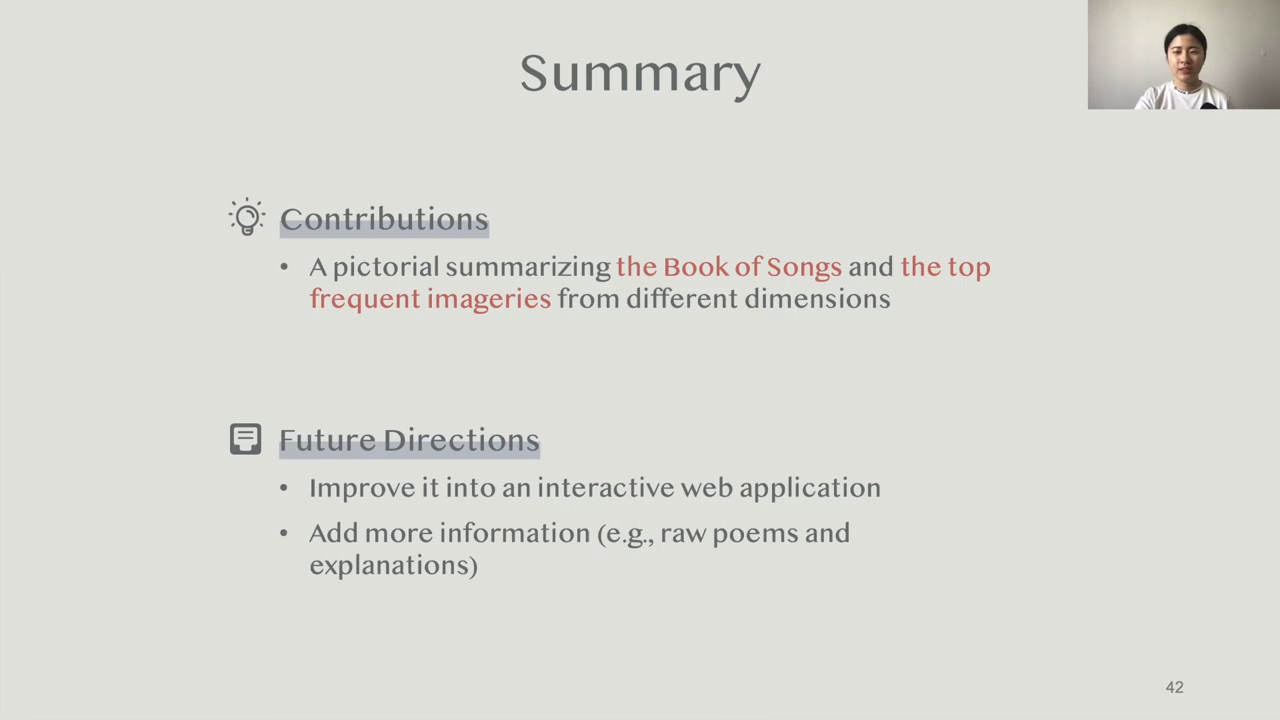 Summary
Contributions
• A pictorial summarizing the Book of Songs and the top
frequent imageries from different dimensions
Future Directions
• Improve it into an interactive web application
• Add more information (e.g., raw poems and
explanations)
42